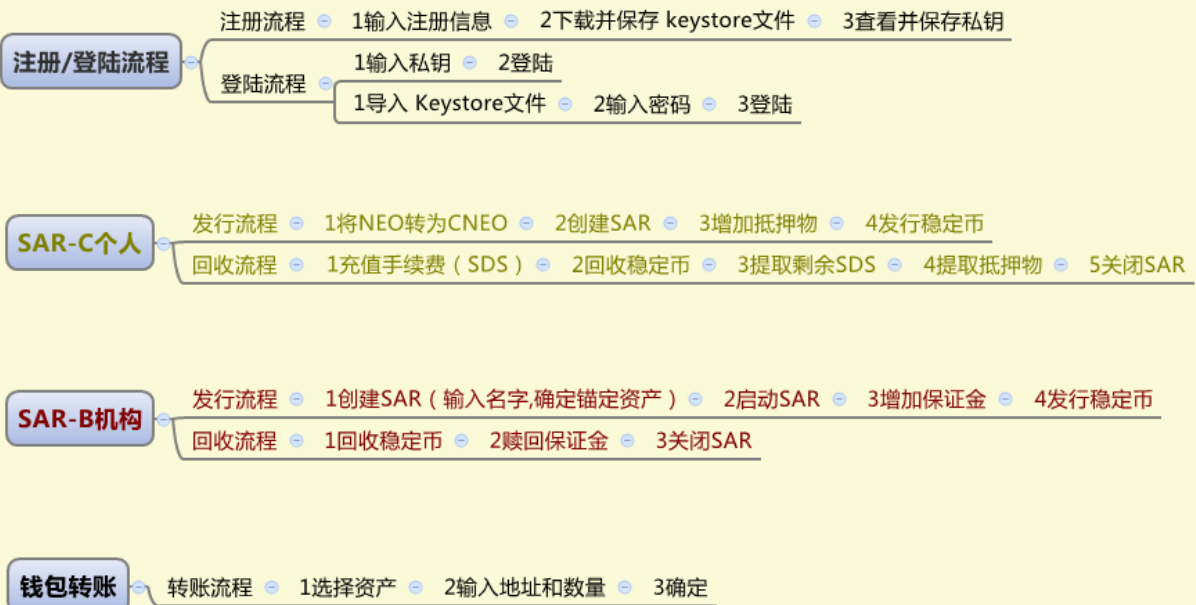 注册流程 1输入注册信息 2下载并保存 keystore文件 3查看并保存私钥
注册/登陆流程
登陆流程
1输入私钥 2登陆
1导入 Keystore文件 2输入密码 3登陆
SAR-C个人
发行流程 1将NEO转为CNEO 2创建SAR 3增加抵押物 4发行稳定币
回收流程 1充值手续费（SDS） 2回收稳定币 3提取剩余SDS 4提取抵押物 5关闭SAR
SAR-B机构
发行流程 1创建SAR（输入名字,确定锚定资产） 2启动SAR 3增加保证金 4发行稳定币
回收流程 1回收稳定币 2赎回保证金 3关闭SAR
钱包转账 转账流程 1选择资产 2输入地址和数量 3确定